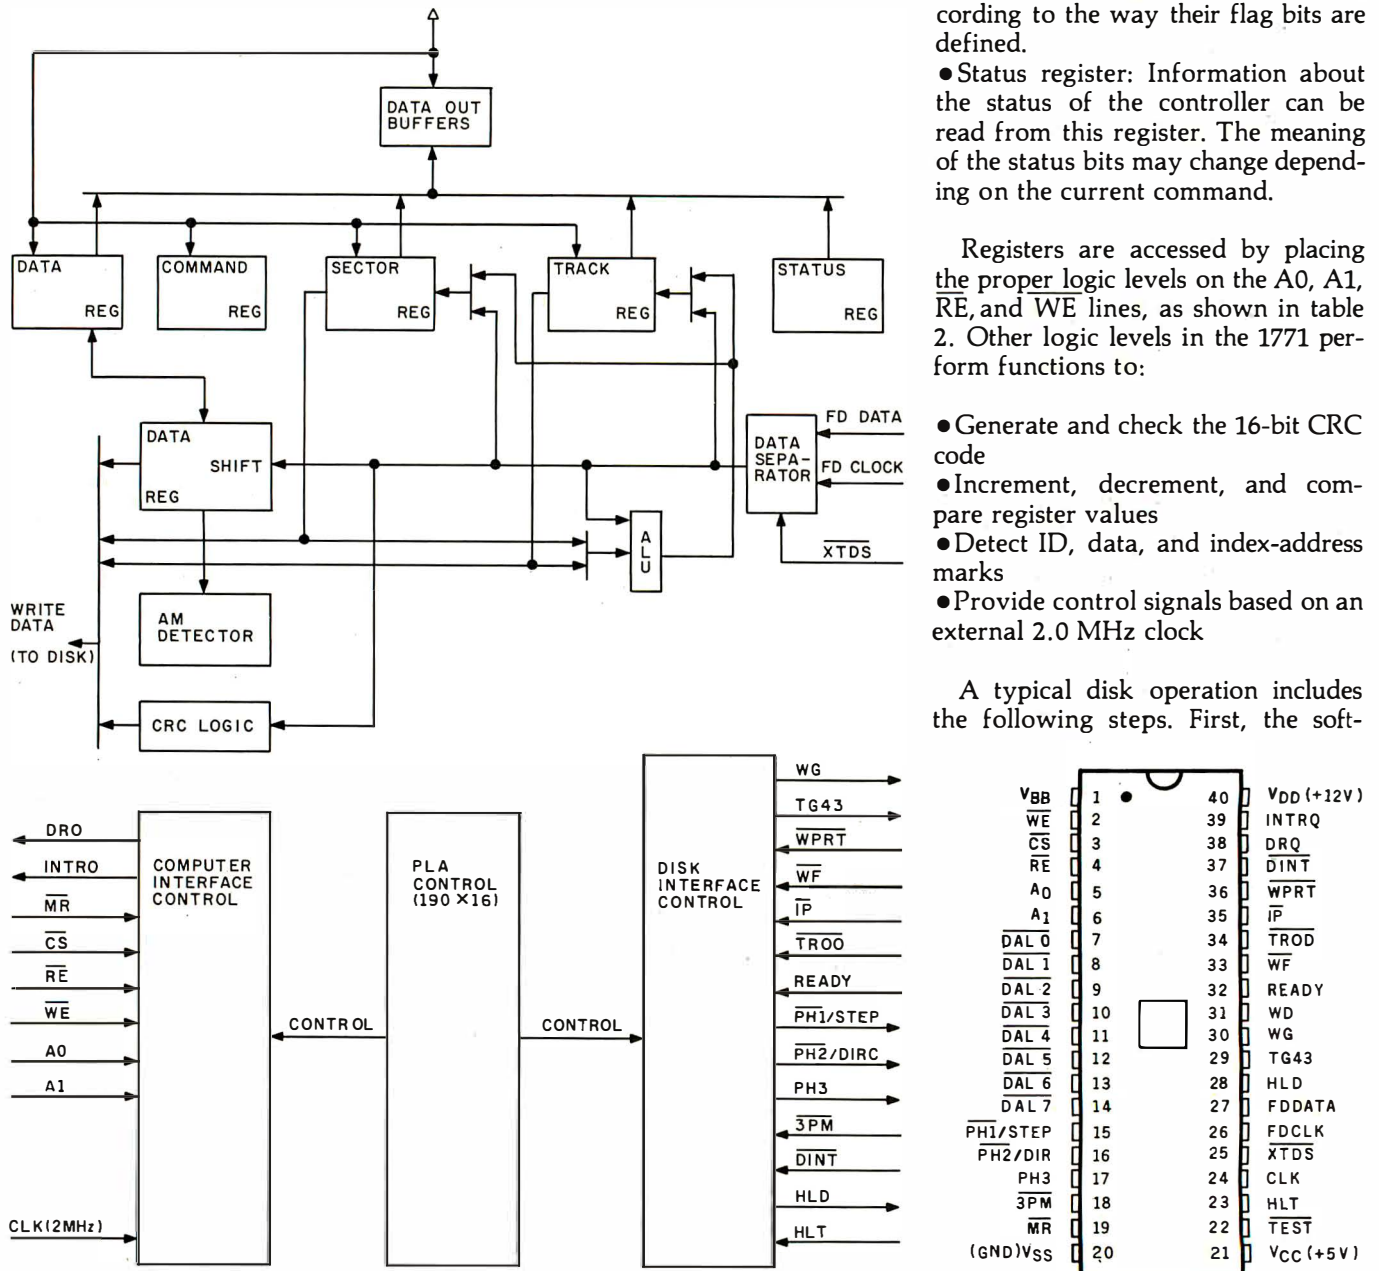 DATA OUT
BUFFERS
DATA
REG
COMMAND
REG
SECTOR
REG
TRACK
REG
STATUS
REG
DATA
SHIFT
REG
DATA
SEPA-
RATOR
FD DATA
FD CLOCK
XTDS
ALU
AM
DETECTOR
WRITE
DATA
(TO DISK)
CRC LOGIC
DRO
INTRO
MR
CS
RE
WE
A0
A1
CLK(2MHz)
COMPUTER
INTERFACE
CONTROL
CONTROL
PLA
CONTROL
(190 X16)
CONTROL
DISK
INTERFACE
CONTROL
WG
TG43
WPRT
WF
IP
TROO
READY
PH1/STEP
PH2/DIRC
PH3
3PM
DINT
HLD
HLT
cording to the way their flag bits are
defined.
● Status register: Information about
the status of the controller can be
read from this register. The meaning
of the status bits may change depend-
ing on the current command.
Registers are accessed by placing
the proper logic levels on the A0, A1,
RE, and WE lines, as shown in table
2. Other logic levels in the 1771 per-
form functions to:
● Generate and check the 16-bit CRC
code
● Increment, decrement, and com-
pare register values
● Detect ID, data, and index-address
marks
● Provide control signals based on an
external 2.0 MHz clock
A typical disk operation includes
the following steps. First, the soft-
VBB 1 40 VDD (+12V)
WE 2 39 INTRQ
CS 3 38 DRQ
RE 4 37 DINT
A0 5 36 WPRT
A1 6 35 IP
DAL 0 7 34 TROD
DAL 1 8 33 WF
DAL 2 9 32 READY
DAL 3 10 31 WD
DAL 4 11 30 WG
DAL 5 12 29 TG43
DAL 6 13 28 HLD
DAL 7 14 27 FDDATA
PH1/STEP 15 26 FDCLK
PH2/DIR 16 25 XTDS
PH3 17 24 CLK
3PM 18 23 HLT
MR 19 22 TEST
(GND)VSS 20 21 VCC (+5V)